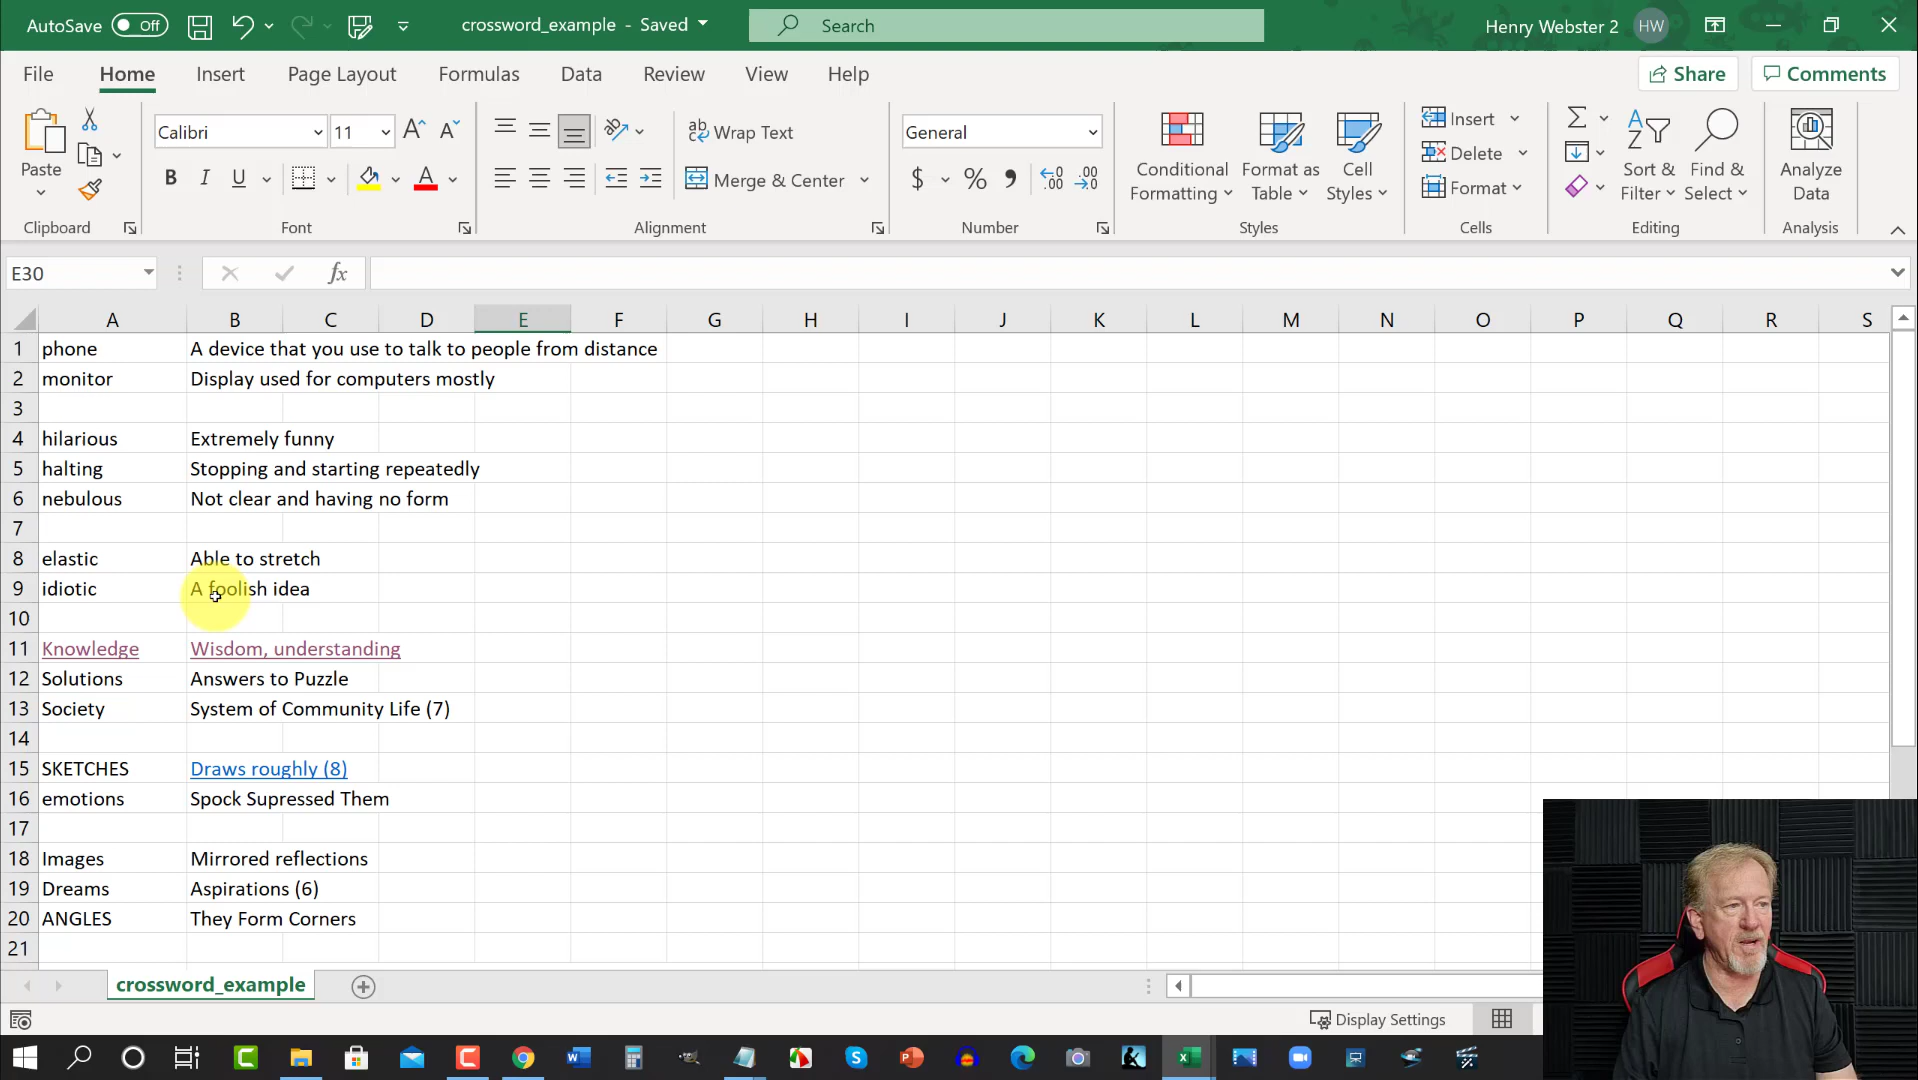 AutoSave Off crossword_example - Saved Search Henry Webster 2 HW
File Home Insert Page Layout Formulas Data Review View Help Share Comments
Paste Calibri 11 B I U ab Wrap Text Merge & Center General $ % Conditional Formatting Format as Table Cell Styles Insert Delete Format Sort & Filter Find & Select Analyze Data
Clipboard Font Alignment Number Styles Cells Editing Analysis
E30 fx
A B C D E F G H I J K L M N O P Q R S
1 phone A device that you use to talk to people from distance
2 monitor Display used for computers mostly
3
4 hilarious Extremely funny
5 halting Stopping and starting repeatedly
6 nebulous Not clear and having no form
7
8 elastic Able to stretch
9 idiotic A foolish idea
10
11 Knowledge Wisdom, understanding
12 Solutions Answers to Puzzle
13 Society System of Community Life (7)
14
15 SKETCHES Draws roughly (8)
16 emotions Spock Supressed Them
17
18 Images Mirrored reflections
19 Dreams Aspirations (6)
20 ANGLES They Form Corners
21
crossword_example
Display Settings